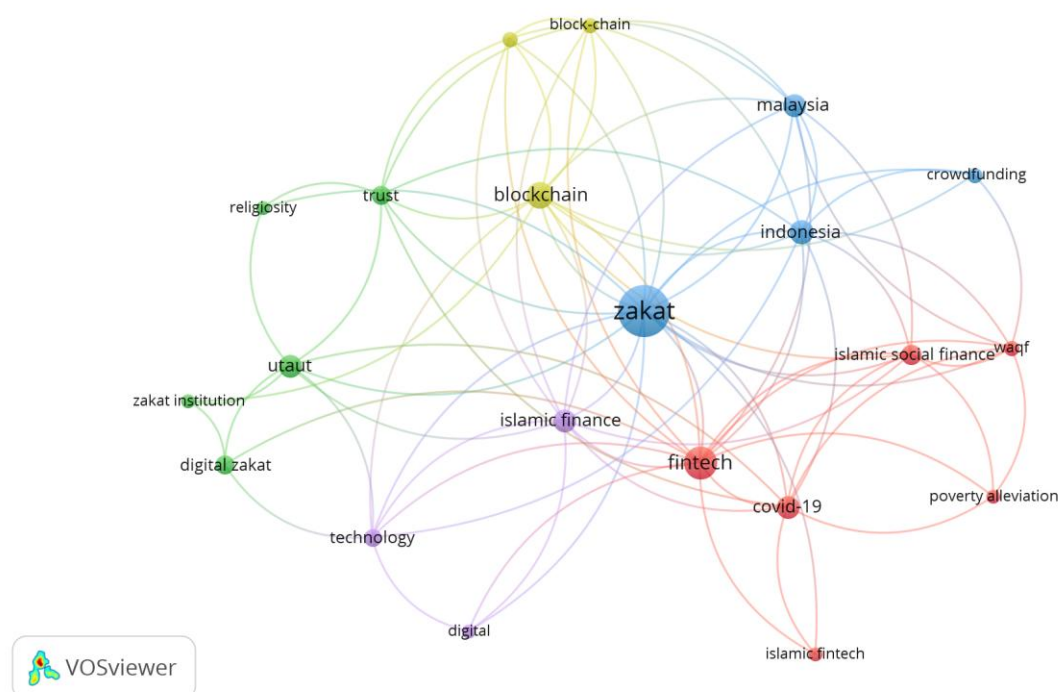 block-chain
malaysia
crowdfunding
blockchain
trust
religiosity
indonesia
zakat
islamic social finance
waqf
utaut
zakat institution
islamic finance
digital zakat
fintech
poverty alleviation
covid-19
technology
digital
islamic fintech
VOSviewer